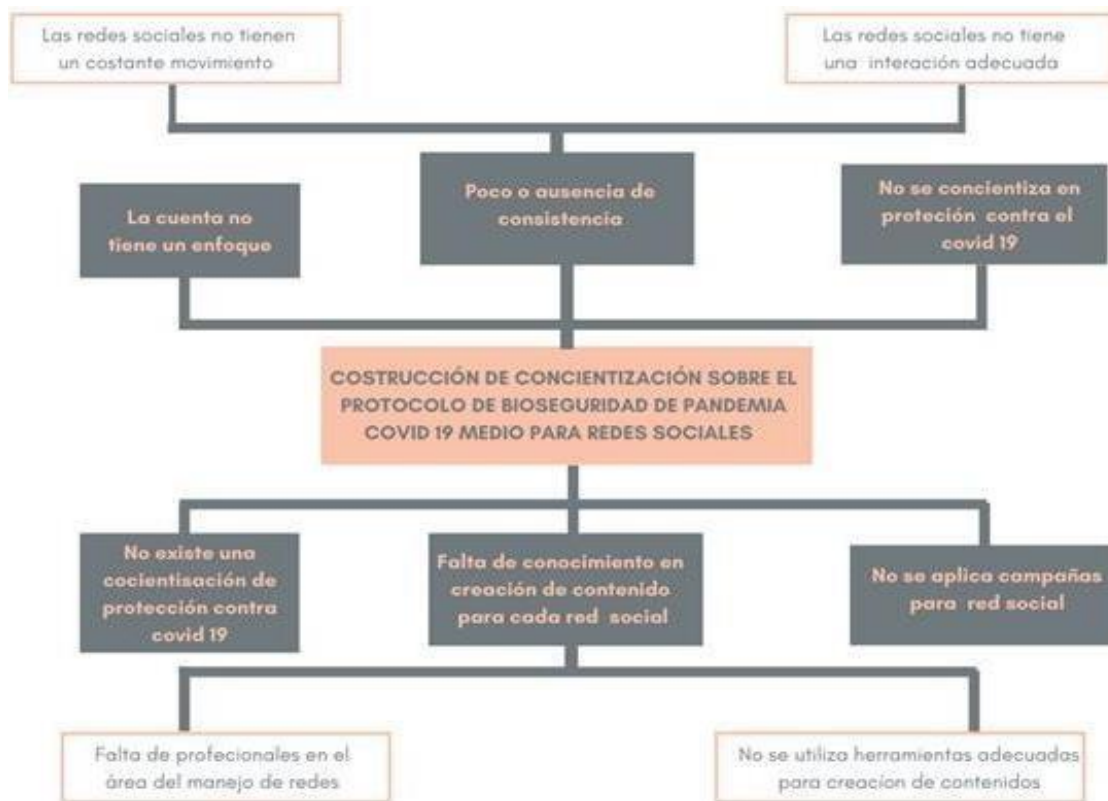 Las redes sociales no tienen
un costante movimiento
Las redes sociales no tiene
una interación adecuada
La cuenta no
tiene un enfoque
Poco o ausencia de
consistencia
No se concientiza en
proteción contra el
covid 19
COSTRUCCIÓN DE CONCIENTIZACIÓN SOBRE EL
PROTOCOLO DE BIOSEGURIDAD DE PANDEMIA
COVID 19 MEDIO PARA REDES SOCIALES
No existe una
cocientisación de
protección contra
covid 19
Falta de conocimiento en
creación de contenido
para cada red social
No se aplica campañas
para red social
Falta de profecionales en el
área del manejo de redes
No se utiliza herramientas adecuadas
para creacion de contenidos